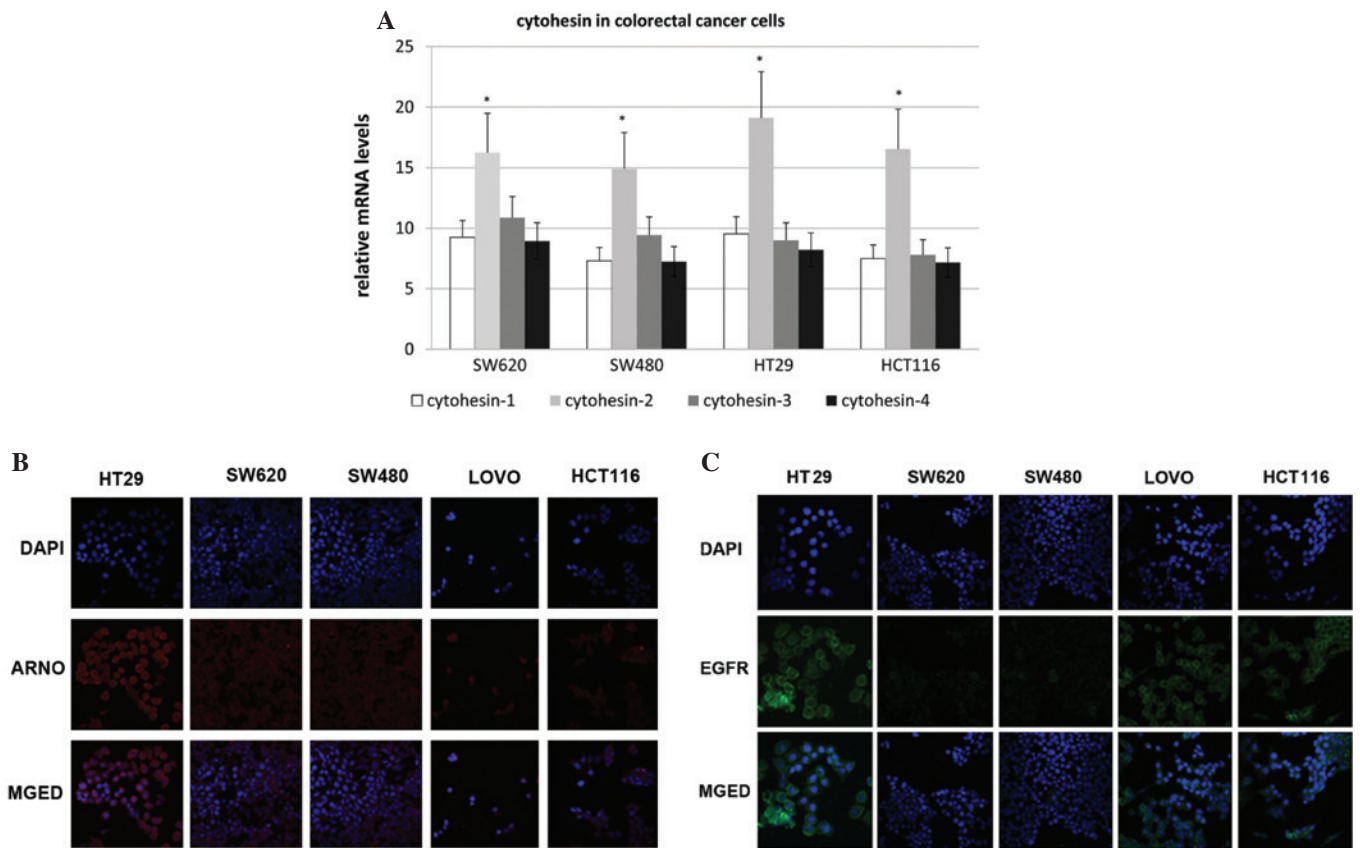 A
cytohesin in colorectal cancer cells
relative mRNA levels
25
20
15
10
5
0
* * * *
SW620 SW480 HT29 HCT116
cytohesin-1 cytohesin-2 cytohesin-3 cytohesin-4
B
HT29 SW620 SW480 LOVO HCT116
DAPI
ARNO
MGED
C
HT29 SW620 SW480 LOVO HCT116
DAPI
EGFR
MGED